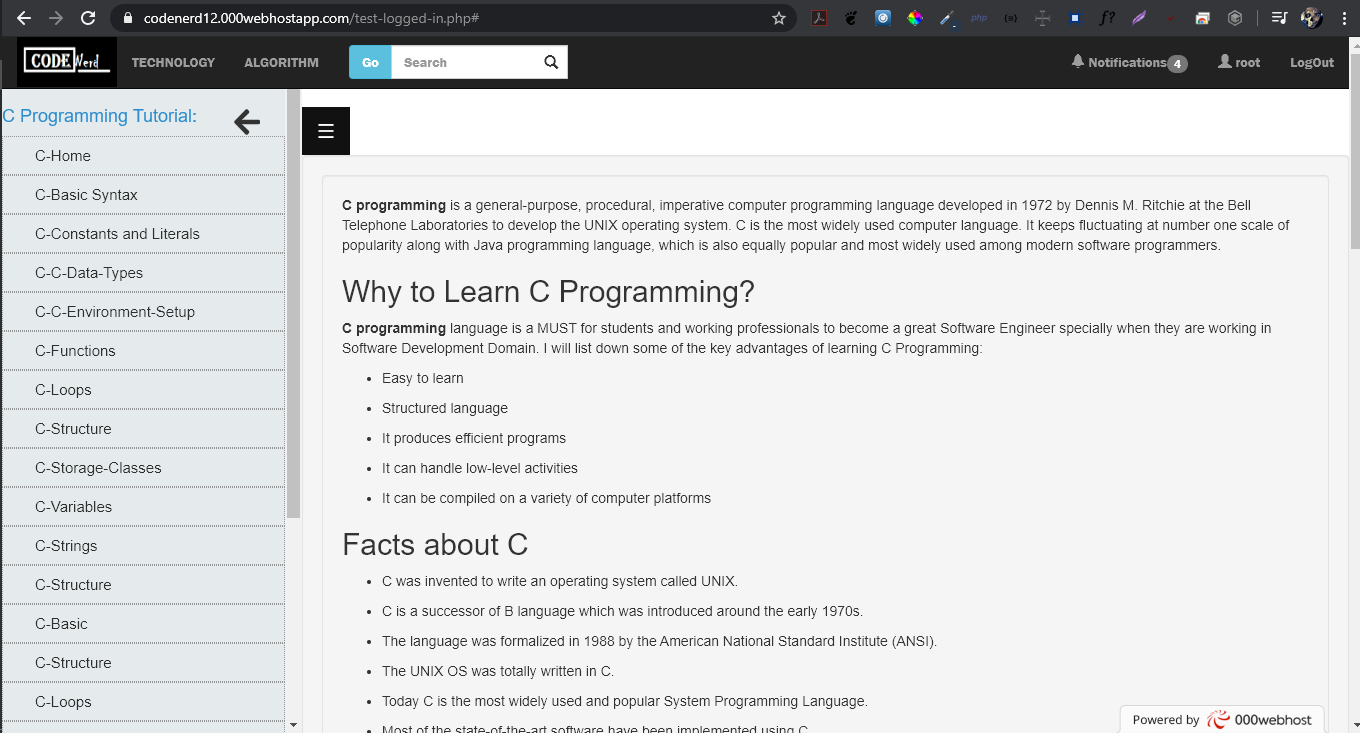 codenerd12.000webhostapp.com/test-logged-in.php#
php
f?
CODE Nerd
TECHNOLOGY
ALGORITHM
Go
Search
Notifications 4
root
LogOut
C Programming Tutorial:
C-Home
C-Basic Syntax
C-Constants and Literals
C-C-Data-Types
C-C-Environment-Setup
C-Functions
C-Loops
C-Structure
C-Storage-Classes
C-Variables
C-Strings
C-Structure
C-Basic
C-Structure
C-Loops
C programming is a general-purpose, procedural, imperative computer programming language developed in 1972 by Dennis M. Ritchie at the Bell
Telephone Laboratories to develop the UNIX operating system. C is the most widely used computer language. It keeps fluctuating at number one scale of
popularity along with Java programming language, which is also equally popular and most widely used among modern software programmers.
Why to Learn C Programming?
C programming language is a MUST for students and working professionals to become a great Software Engineer specially when they are working in
Software Development Domain. I will list down some of the key advantages of learning C Programming:
• Easy to learn
• Structured language
• It produces efficient programs
• It can handle low-level activities
• It can be compiled on a variety of computer platforms
Facts about C
• C was invented to write an operating system called UNIX.
• C is a successor of B language which was introduced around the early 1970s.
• The language was formalized in 1988 by the American National Standard Institute (ANSI).
• The UNIX OS was totally written in C.
• Today C is the most widely used and popular System Programming Language.
• Most of the state-of-the-art software have been implemented using C.
Powered by 000webhost